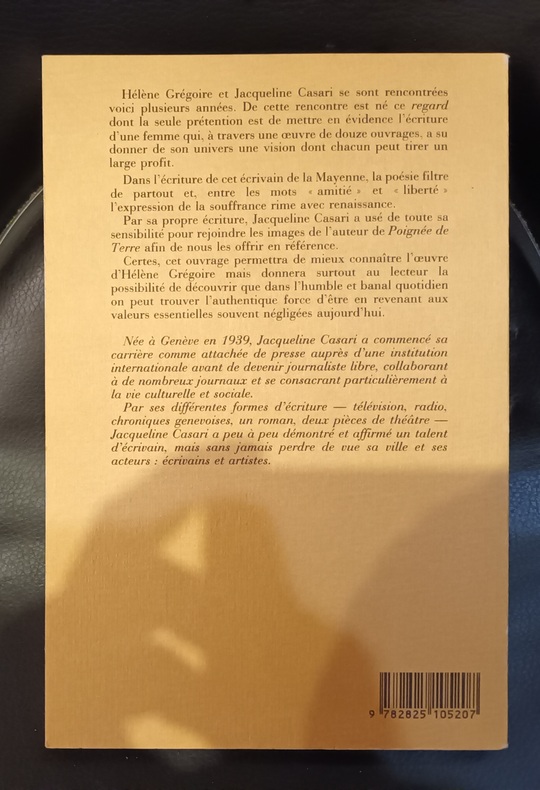 Hélène Grégoire et Jacqueline Casari se sont rencontrées
voici plusieurs années. De cette rencontre est né ce regard
dont la seule prétention est de mettre en évidence l'écriture
d'une femme qui, à travers une œuvre de douze ouvrages, a su
donner de son univers une vision dont chacun peut tirer un
large profit.
Dans l'écriture de cet écrivain de la Mayenne, la poésie filtre
de partout et, entre les mots « amitié » et « liberté »
l'expression de la souffrance rime avec renaissance.
Par sa propre écriture, Jacqueline Casari a usé de toute sa
sensibilité pour rejoindre les images de l'auteur de Poignée de
Terre afin de nous les offrir en référence.
Certes, cet ouvrage permettra de mieux connaître l'œuvre
d'Hélène Grégoire mais donnera surtout au lecteur la
possibilité de découvrir que dans l'humble et banal quotidien
on peut trouver l'authentique force d'être en revenant aux
valeurs essentielles souvent négligées aujourd'hui.
Née à Genève en 1939, Jacqueline Casari a commencé sa
carrière comme attachée de presse auprès d'une institution
internationale avant de devenir journaliste libre, collaborant
à de nombreux journaux et se consacrant particulièrement à
la vie culturelle et sociale.
Par ses différentes formes d'écriture — télévision, radio,
chroniques genevoises, un roman, deux pièces de théâtre —
Jacqueline Casari a peu à peu démontré et affirmé un talent
d'écrivain, mais sans jamais perdre de vue sa ville et ses
acteurs : écrivains et artistes.
9 782825 105207